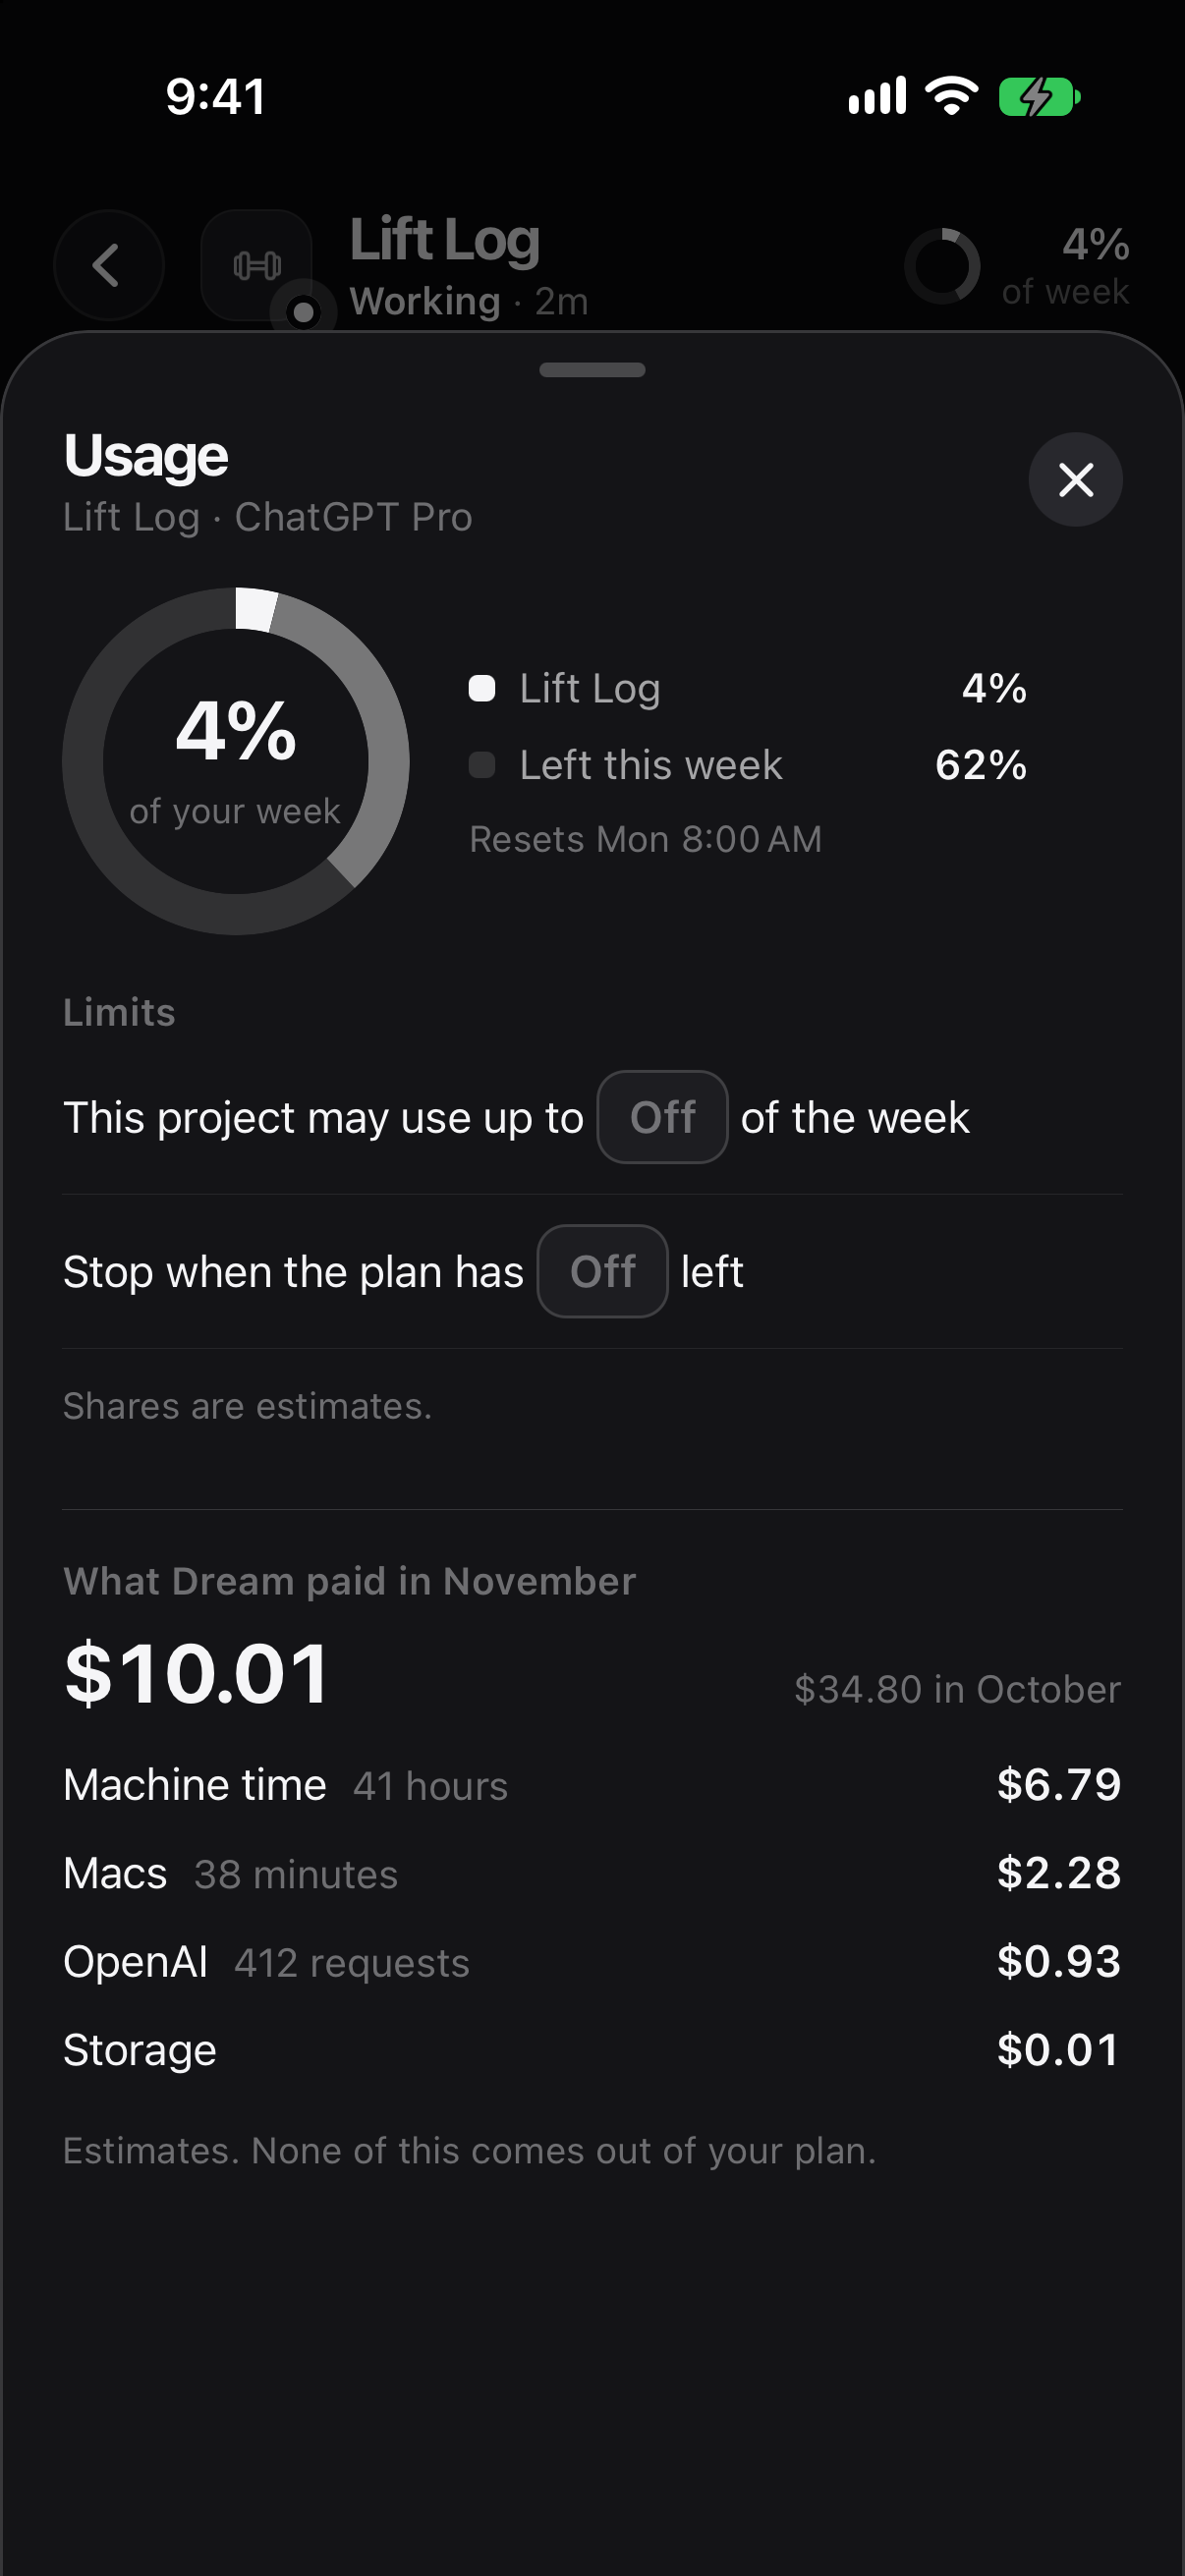 9:41
Lift Log
Working · 2m
4%
of week
Usage
Lift Log · ChatGPT Pro
4%
of your week
Lift Log 4%
Left this week 62%
Resets Mon 8:00 AM
Limits
This project may use up to Off of the week
Stop when the plan has Off left
Shares are estimates.
What Dream paid in November
$10.01
$34.80 in October
Machine time 41 hours $6.79
Macs 38 minutes $2.28
OpenAI 412 requests $0.93
Storage $0.01
Estimates. None of this comes out of your plan.